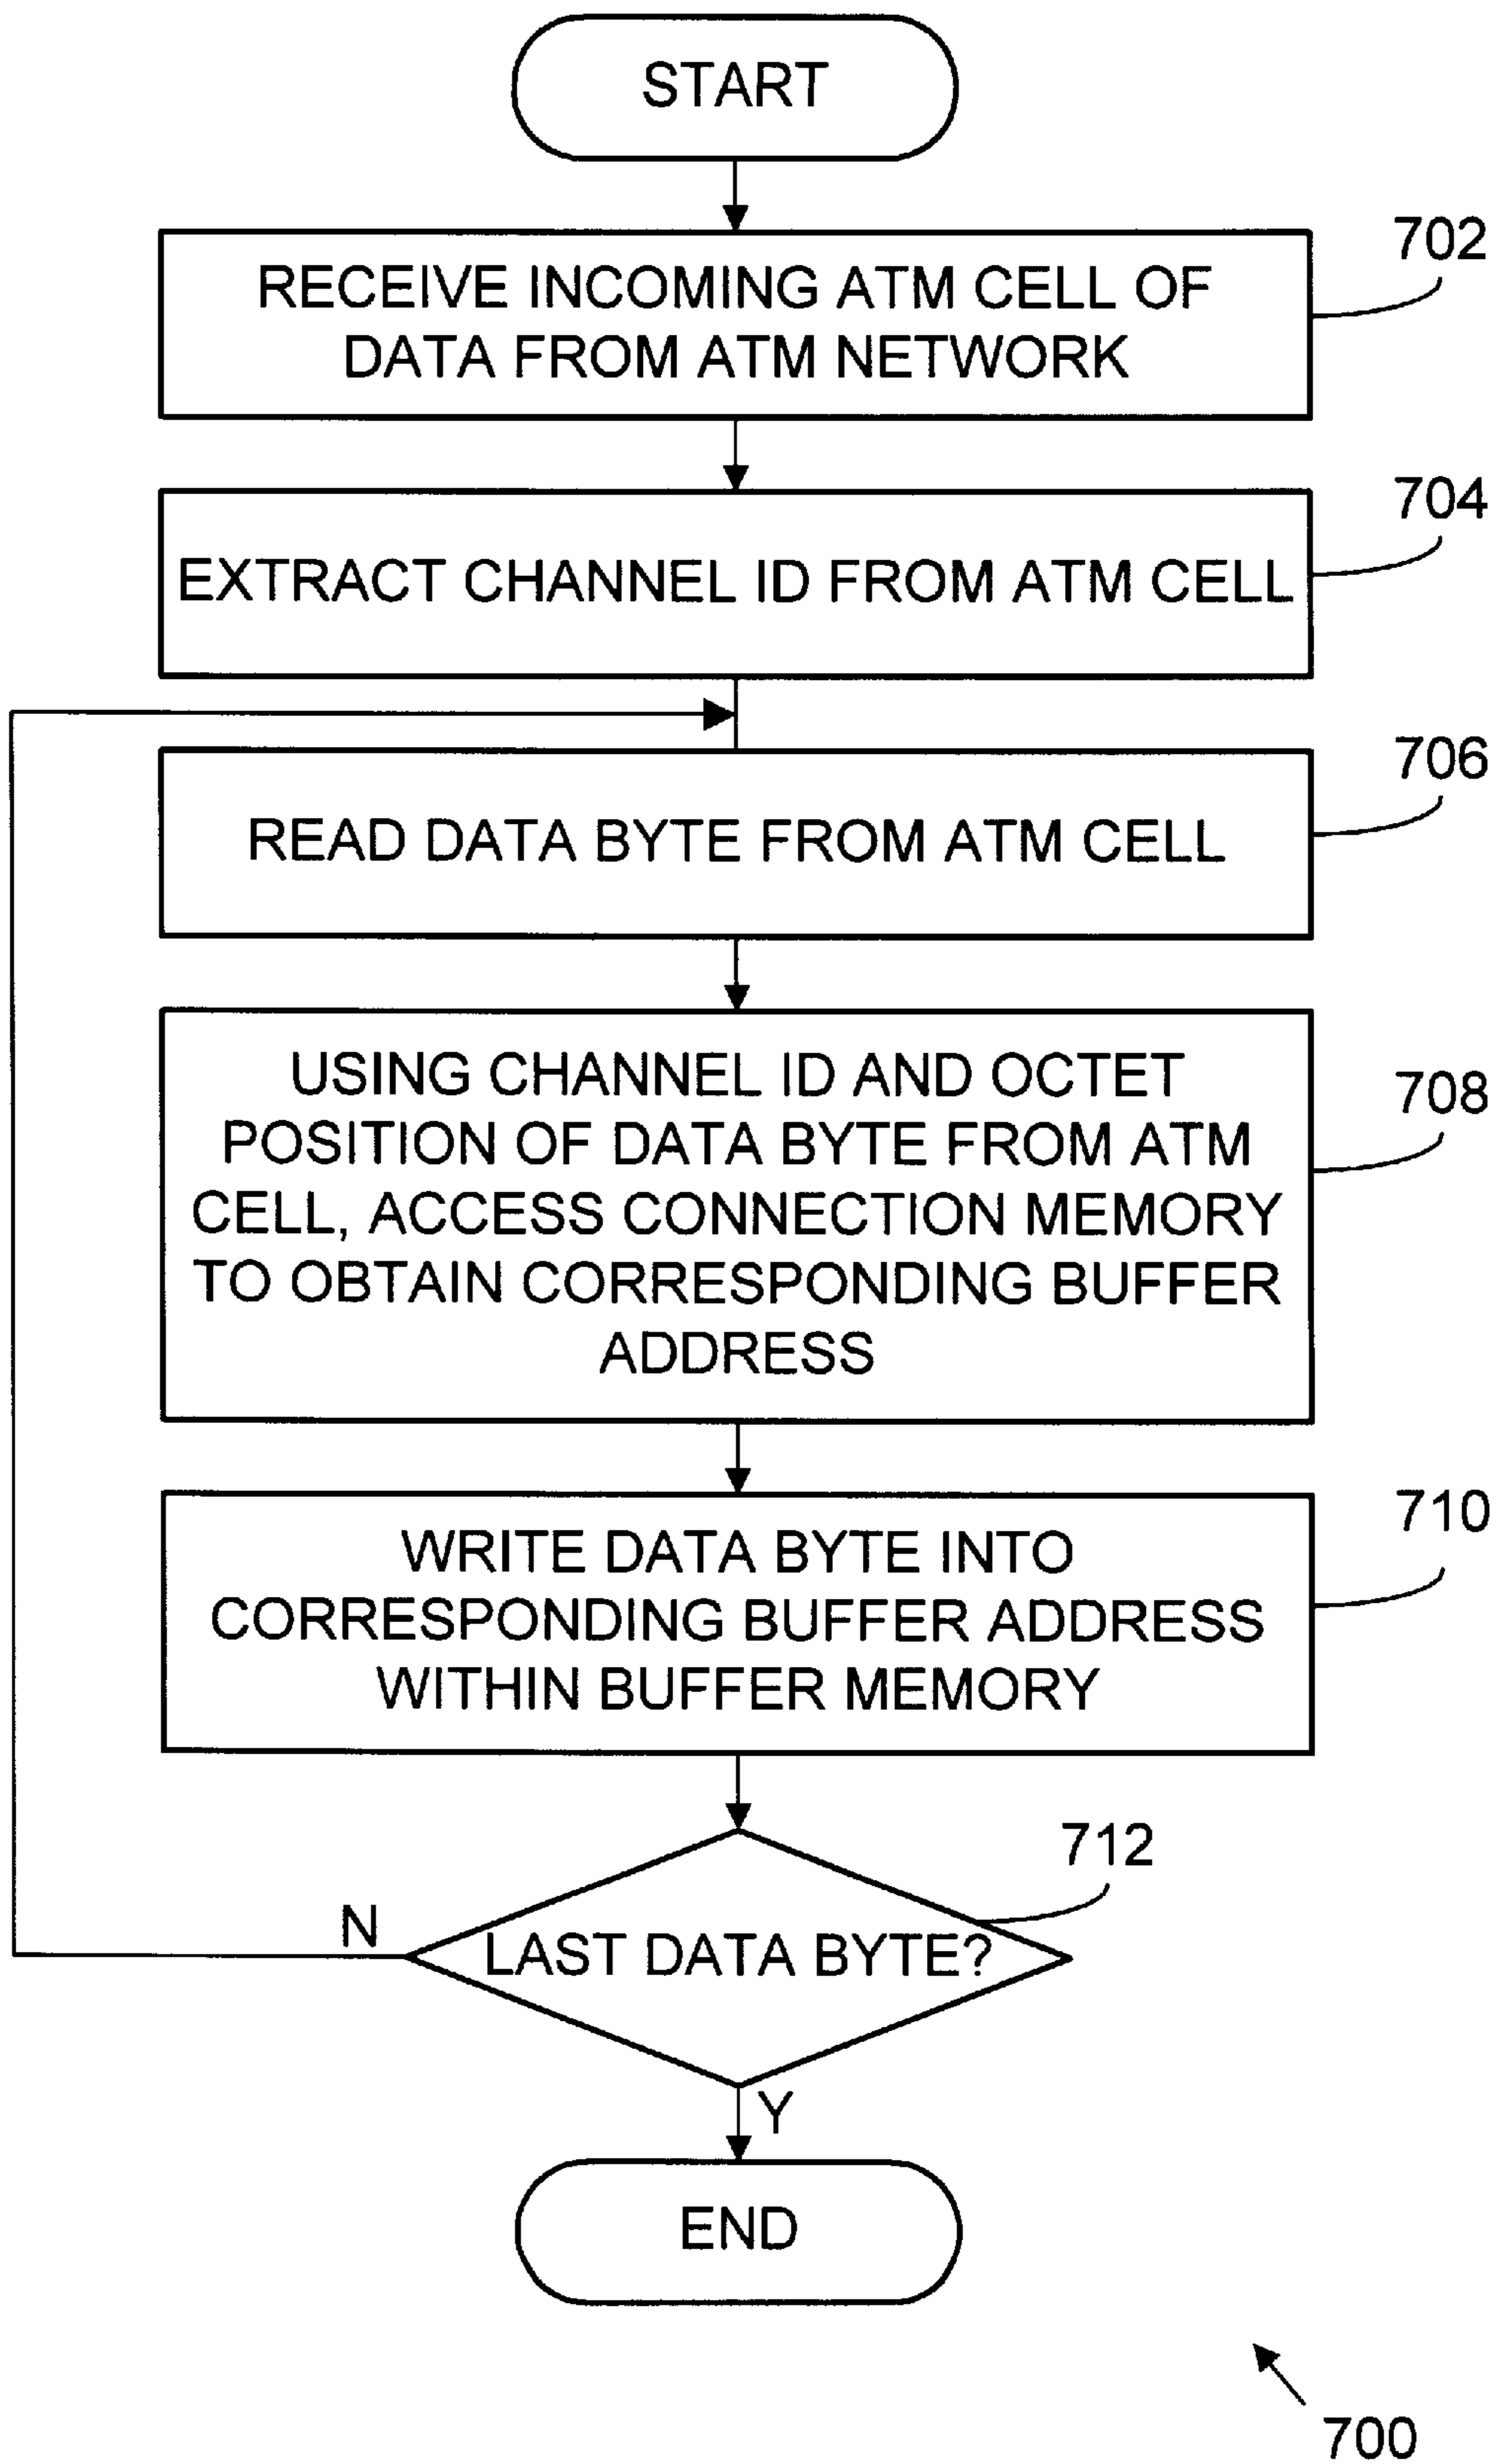 START
702
RECEIVE INCOMING ATM CELL OF
DATA FROM ATM NETWORK
704
EXTRACT CHANNEL ID FROM ATM CELL
706
READ DATA BYTE FROM ATM CELL
708
USING CHANNEL ID AND OCTET
POSITION OF DATA BYTE FROM ATM
CELL, ACCESS CONNECTION MEMORY
TO OBTAIN CORRESPONDING BUFFER
ADDRESS
710
WRITE DATA BYTE INTO
CORRESPONDING BUFFER ADDRESS
WITHIN BUFFER MEMORY
712
N
LAST DATA BYTE?
Y
END
700